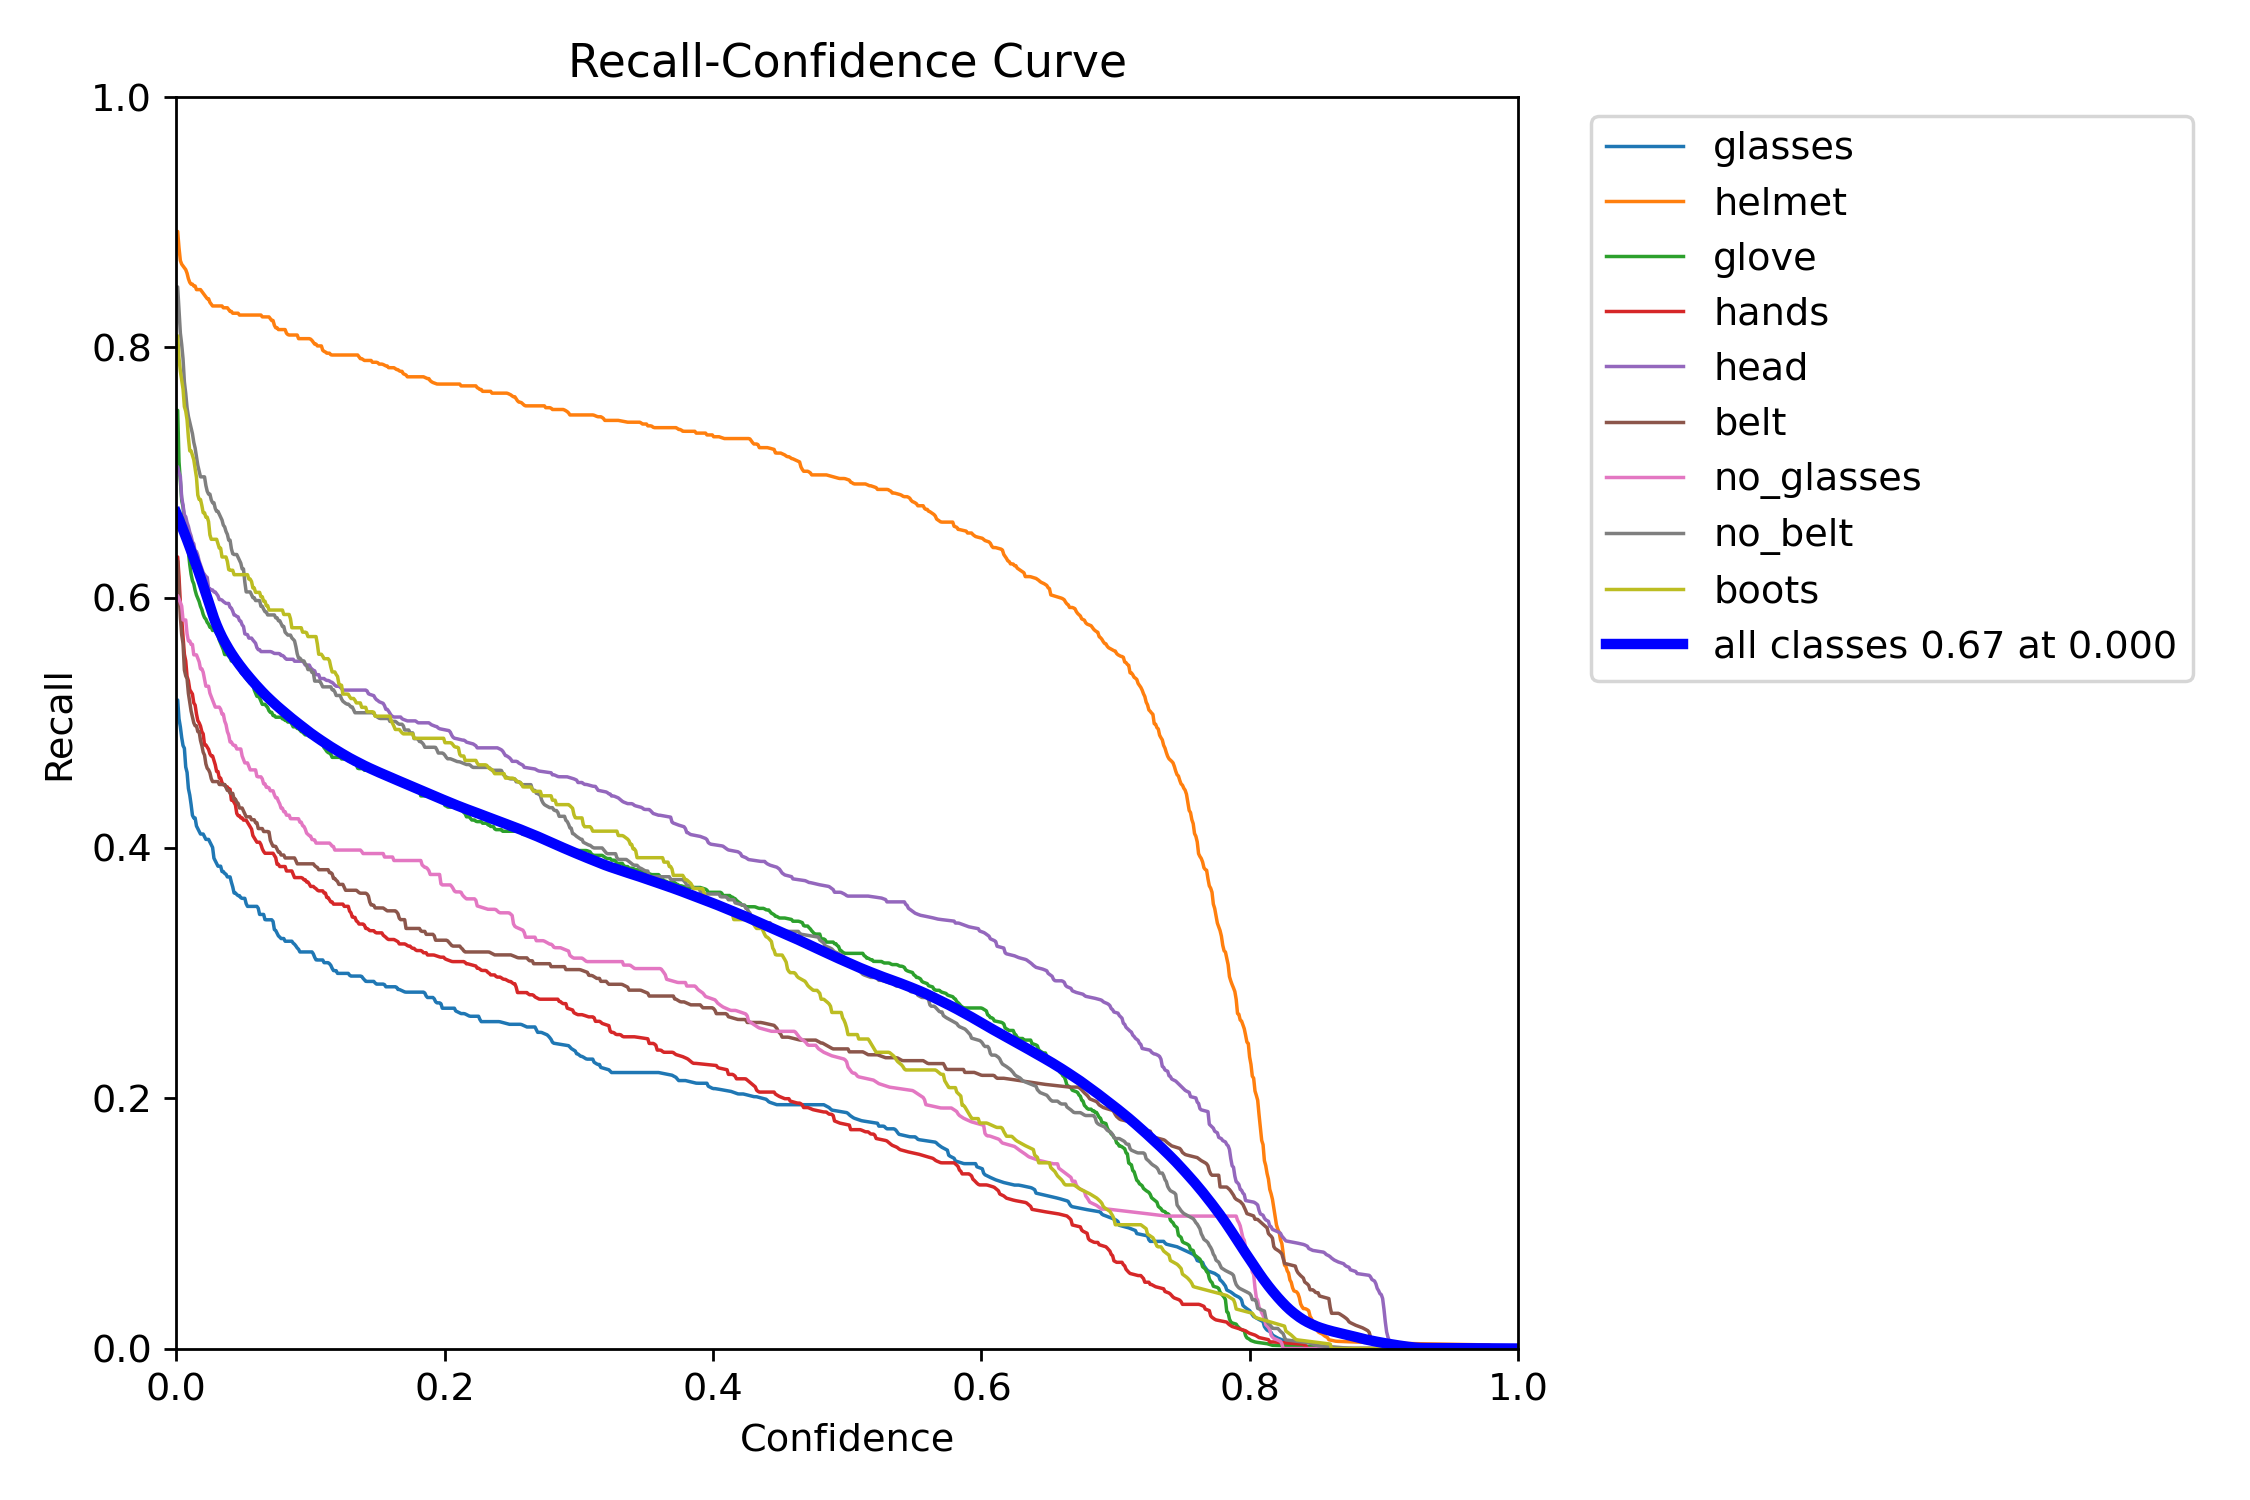 Recall-Confidence Curve
1.0
0.8
0.6
0.4
0.2
0.0
Recall
0.0 0.2 0.4 0.6 0.8 1.0
Confidence
glasses
helmet
glove
hands
head
belt
no_glasses
no_belt
boots
all classes 0.67 at 0.000